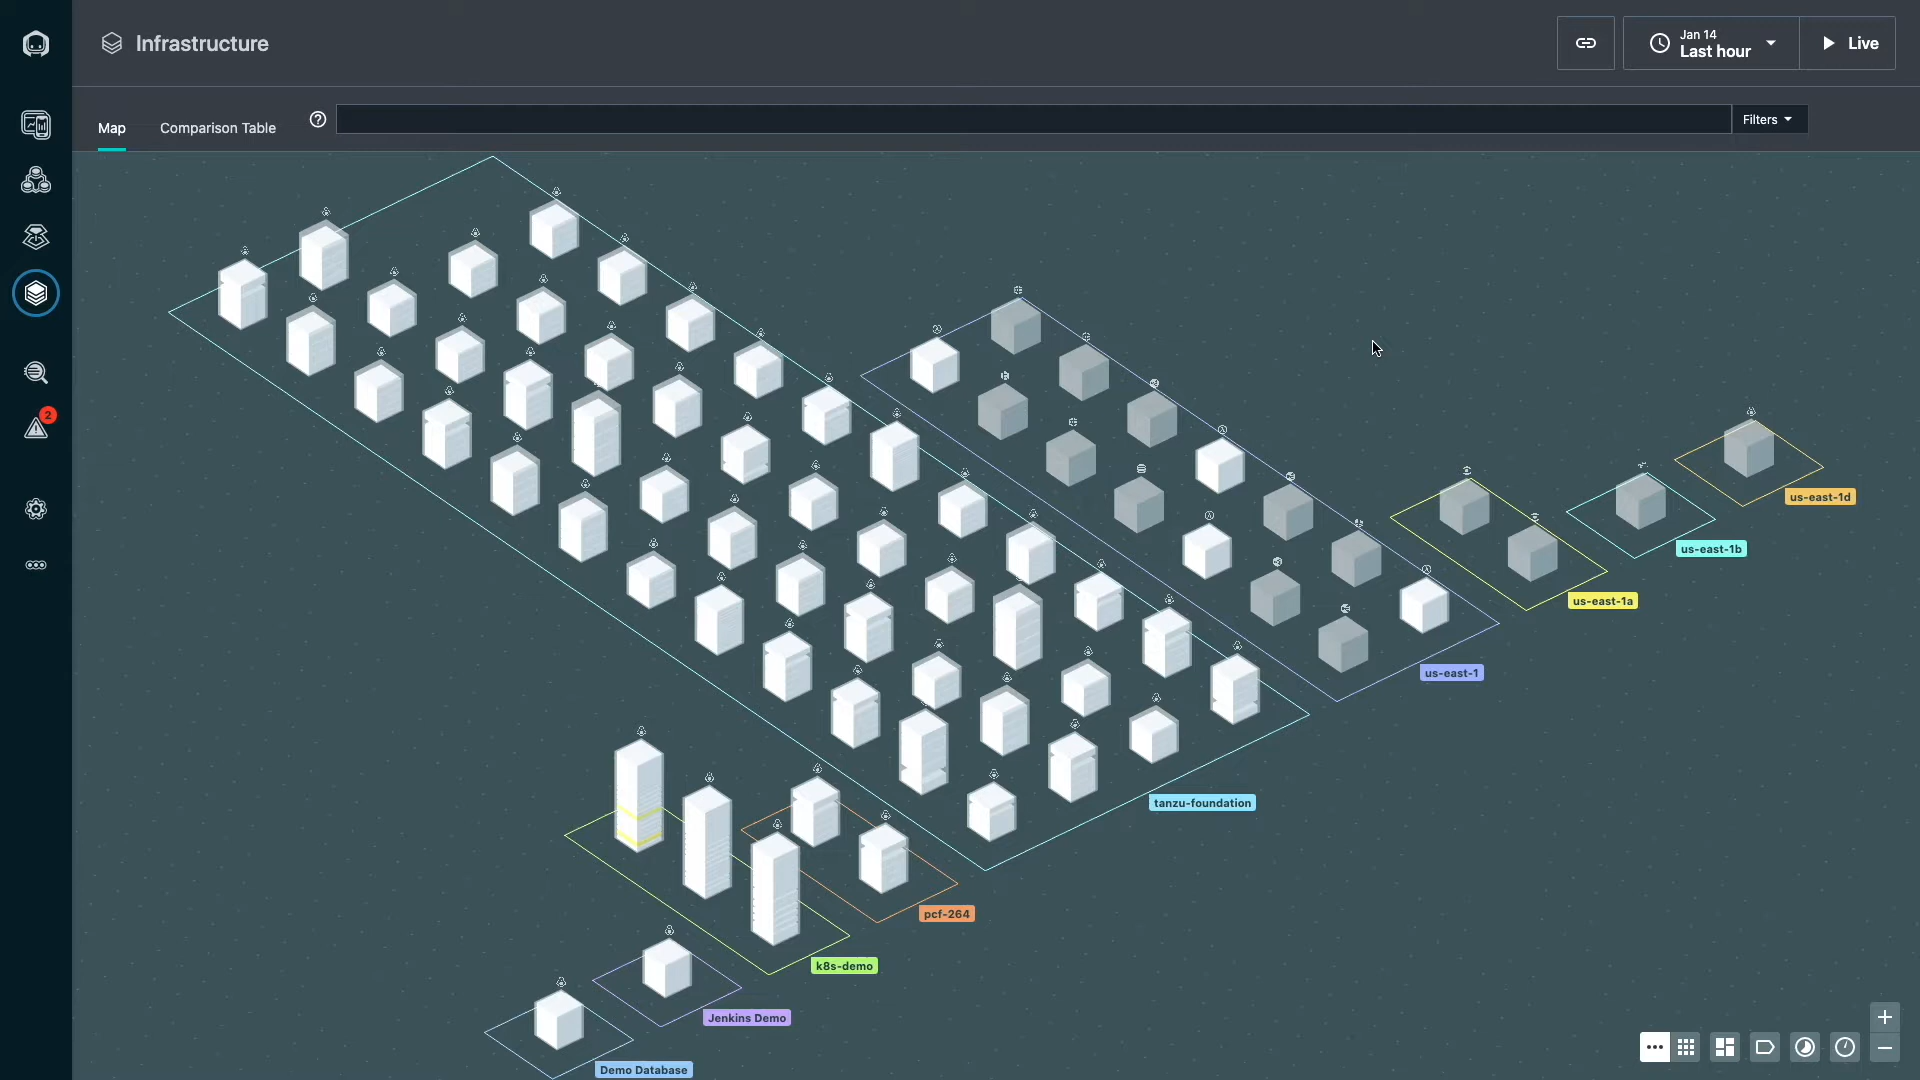 Infrastructure
Jan 14
Last hour
Live
Map
Comparison Table
?
Filters
2
us-east-1d
us-east-1b
us-east-1a
us-east-1
tanzu-foundation
pcf-264
k8s-demo
Jenkins Demo
Demo Database